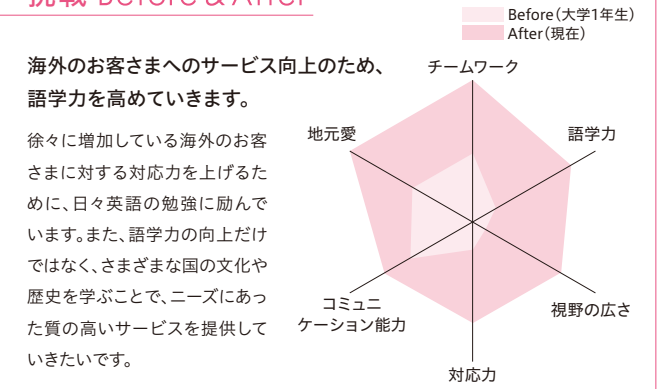 挑戦 Before & After
Before（大学1年生）
After（現在）
海外のお客さまへのサービス向上のため、
語学力を高めていきます。
徐々に増加している海外のお客
さまに対する対応力を上げるた
めに、日々英語の勉強に励んで
います。また、語学力の向上だけ
ではなく、さまざまな国の文化や
歴史を学ぶことで、ニーズにあっ
た質の高いサービスを提供して
いきたいです。
チームワーク
語学力
視野の広さ
対応力
コミュニ
ケーション能力
地元愛